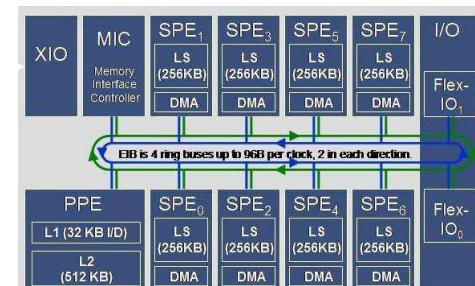 XIO
MIC
Memory
Interface
Controller
SPE1
LS
(256KB)
DMA
SPE3
LS
(256KB)
DMA
SPE5
LS
(256KB)
DMA
SPE7
LS
(256KB)
DMA
I/O
Flex-
IO1
EIB is 4 ring buses up to 96B per clock, 2 in each direction.
PPE
L1 (32 KB I/D)
L2
(512 KB)
SPE0
LS
(256KB)
DMA
SPE2
LS
(256KB)
DMA
SPE4
LS
(256KB)
DMA
SPE6
LS
(256KB)
DMA
Flex-
IO0